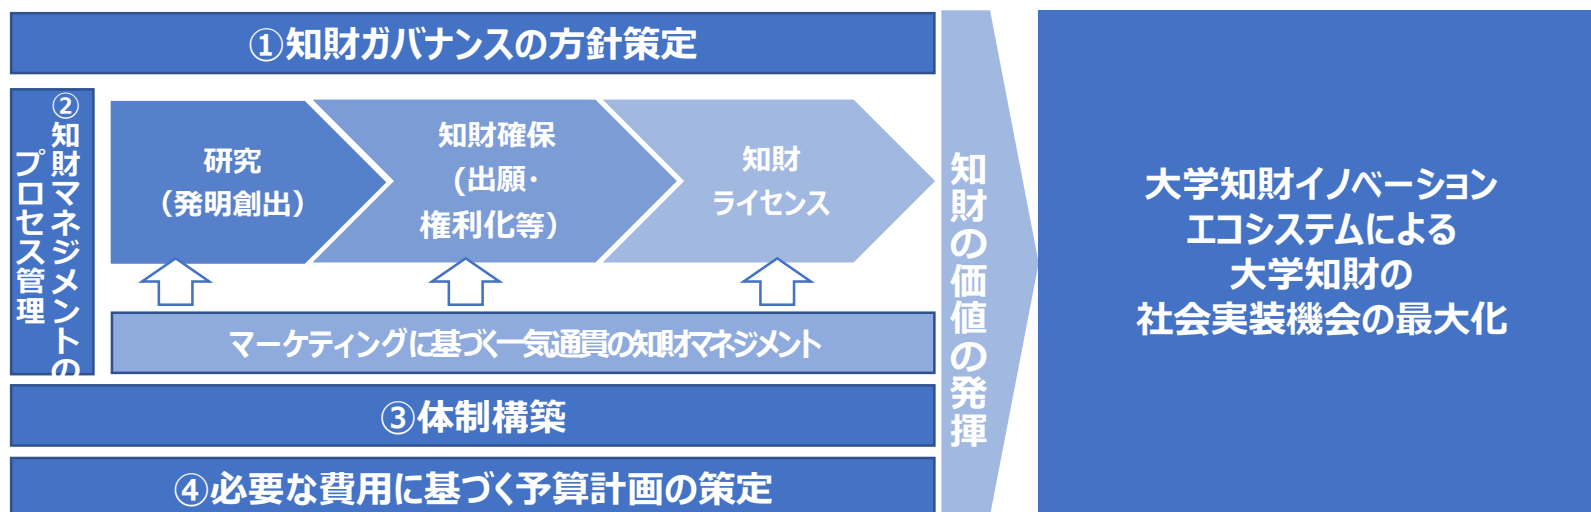 ①知財ガバナンスの方針策定
②知財マネジメントの
プロセス管理
研究
（発明創出）
知財確保
(出願・
権利化等）
知財
ライセンス
マーケティングに基づく一気通貫の知財マネジメント
③体制構築
④必要な費用に基づく予算計画の策定
知財の価値の発揮
大学知財イノベーション
エコシステムによる
大学知財の
社会実装機会の最大化